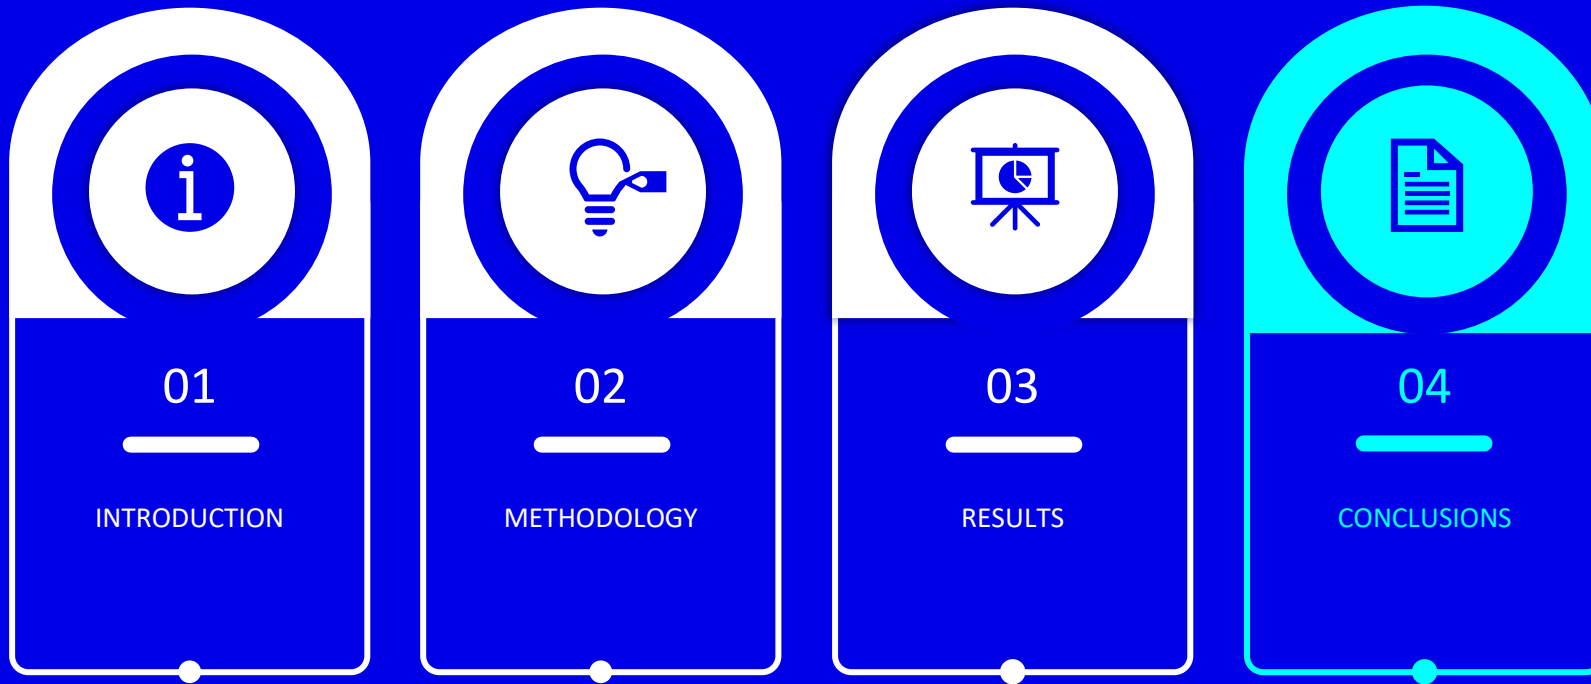 01
INTRODUCTION
02
METHODOLOGY
03
RESULTS
04
CONCLUSIONS